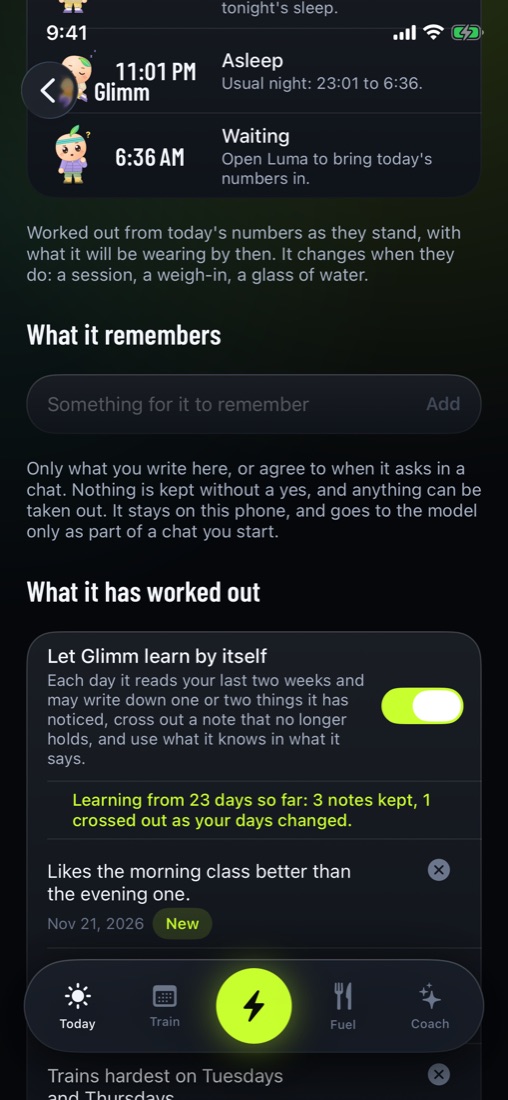 tonight's sleep.
9:41
11:01 PM
Asleep
Usual night: 23:01 to 6:36.
Glimm
6:36 AM
Waiting
Open Luma to bring today's
numbers in.
Worked out from today's numbers as they stand, with
what it will be wearing by then. It changes when they
do: a session, a weigh-in, a glass of water.
What it remembers
Something for it to remember
Add
Only what you write here, or agree to when it asks in a
chat. Nothing is kept without a yes, and anything can be
taken out. It stays on this phone, and goes to the model
only as part of a chat you start.
What it has worked out
Let Glimm learn by itself
Each day it reads your last two weeks and
may write down one or two things it has
noticed, cross out a note that no longer
holds, and use what it knows in what it
says.
Learning from 23 days so far: 3 notes kept, 1
crossed out as your days changed.
Likes the morning class better than
the evening one.
Nov 21, 2026 New
Today
Train
Fuel
Coach
Trains hardest on Tuesdays
and Thursdays